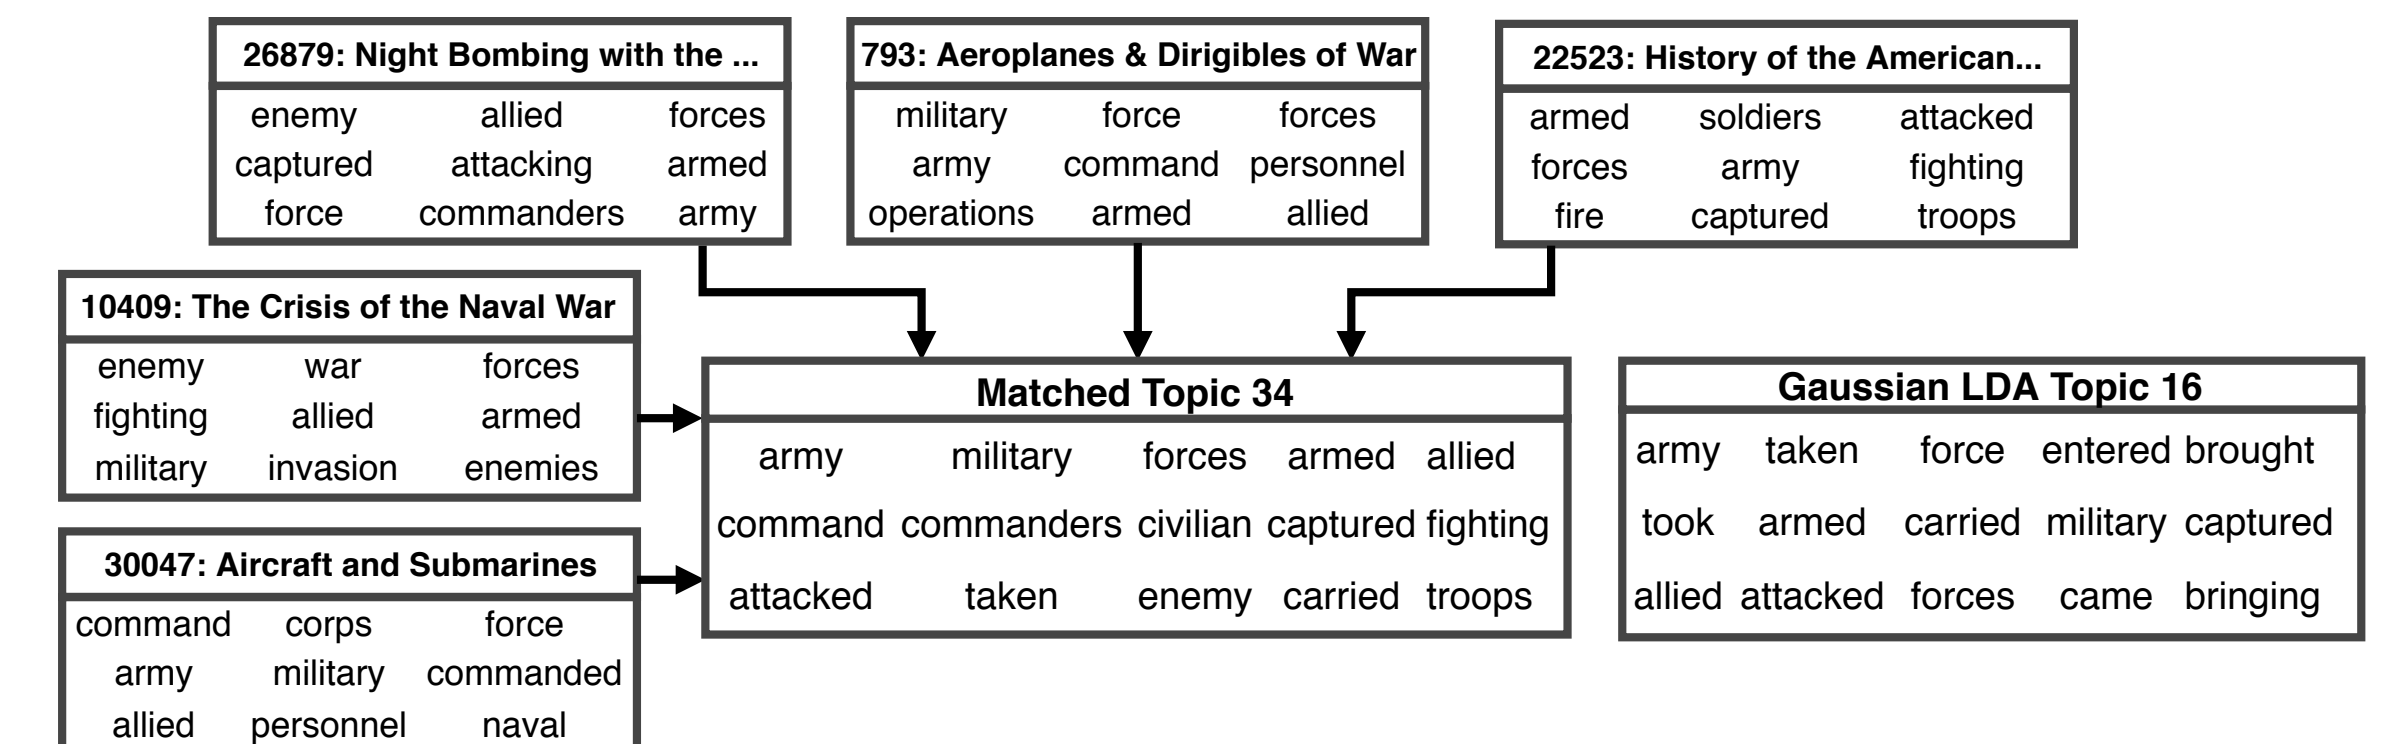 26879: Night Bombing with the ...
enemy allied forces
captured attacking armed
force commanders army
793: Aeroplanes & Dirigibles of War
military force forces
army command personnel
operations armed allied
22523: History of the American...
armed soldiers attacked
forces army fighting
fire captured troops
10409: The Crisis of the Naval War
enemy war forces
fighting allied armed
military invasion enemies
30047: Aircraft and Submarines
command corps force
army military commanded
allied personnel naval
Matched Topic 34
army military forces armed allied
command commanders civilian captured fighting
attacked taken enemy carried troops
Gaussian LDA Topic 16
army taken force entered brought
took armed carried military captured
allied attacked forces came bringing